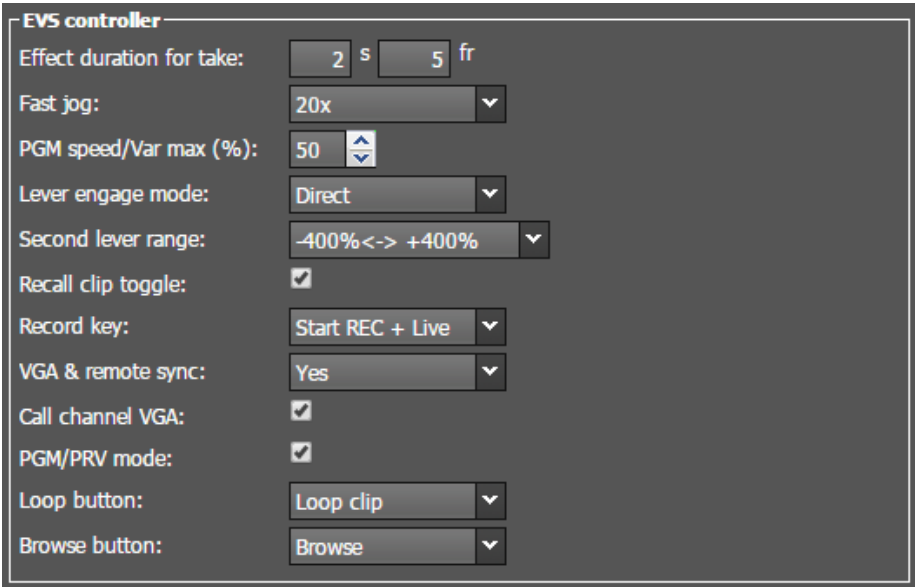 EVS controller
Effect duration for take: 2 s 5 fr
Fast jog: 20x
PGM speed/Var max (%): 50
Lever engage mode: Direct
Second lever range: -400%<-> +400%
Recall clip toggle:
Record key: Start REC + Live
VGA & remote sync: Yes
Call channel VGA:
PGM/PRV mode:
Loop button: Loop clip
Browse button: Browse